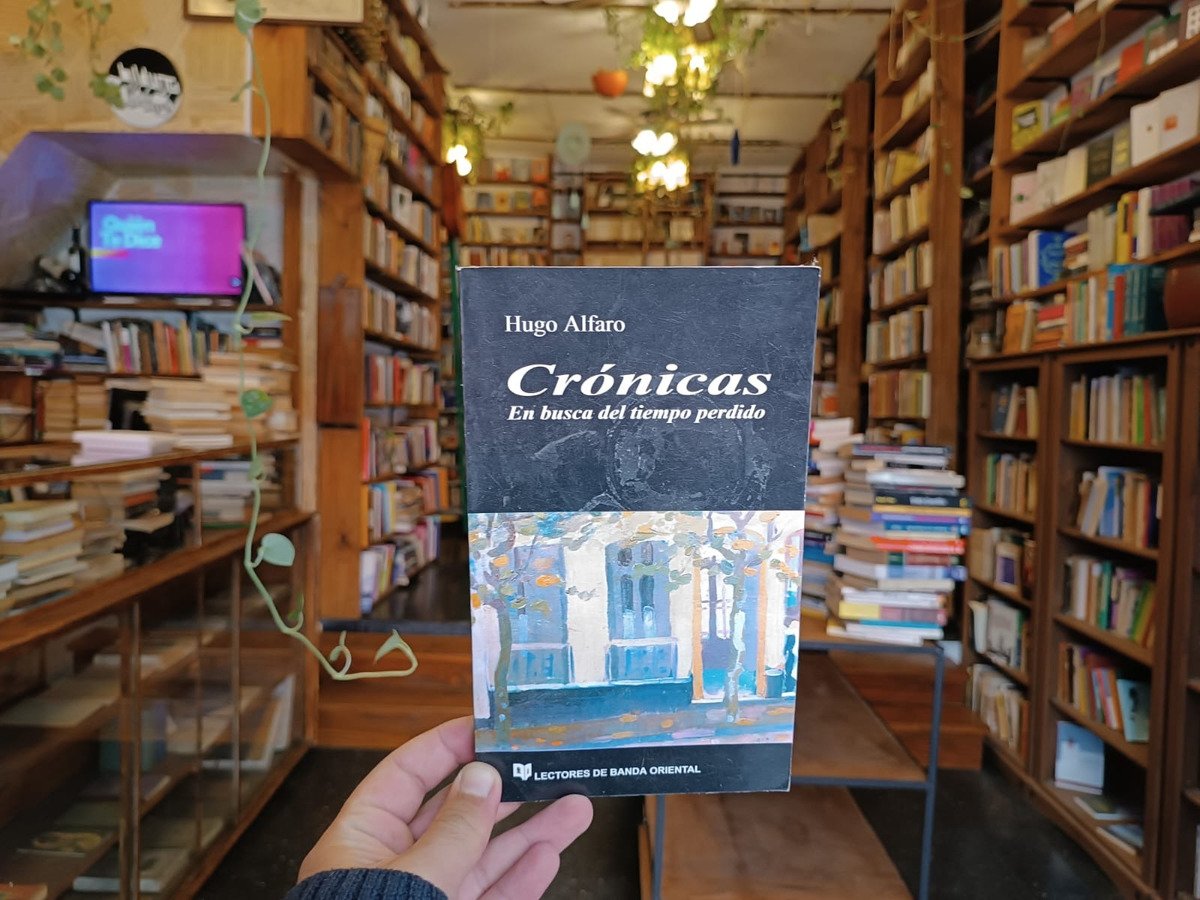 Hugo Alfaro
Crónicas
En busca del tiempo perdido
LECTORES DE BANDA ORIENTAL